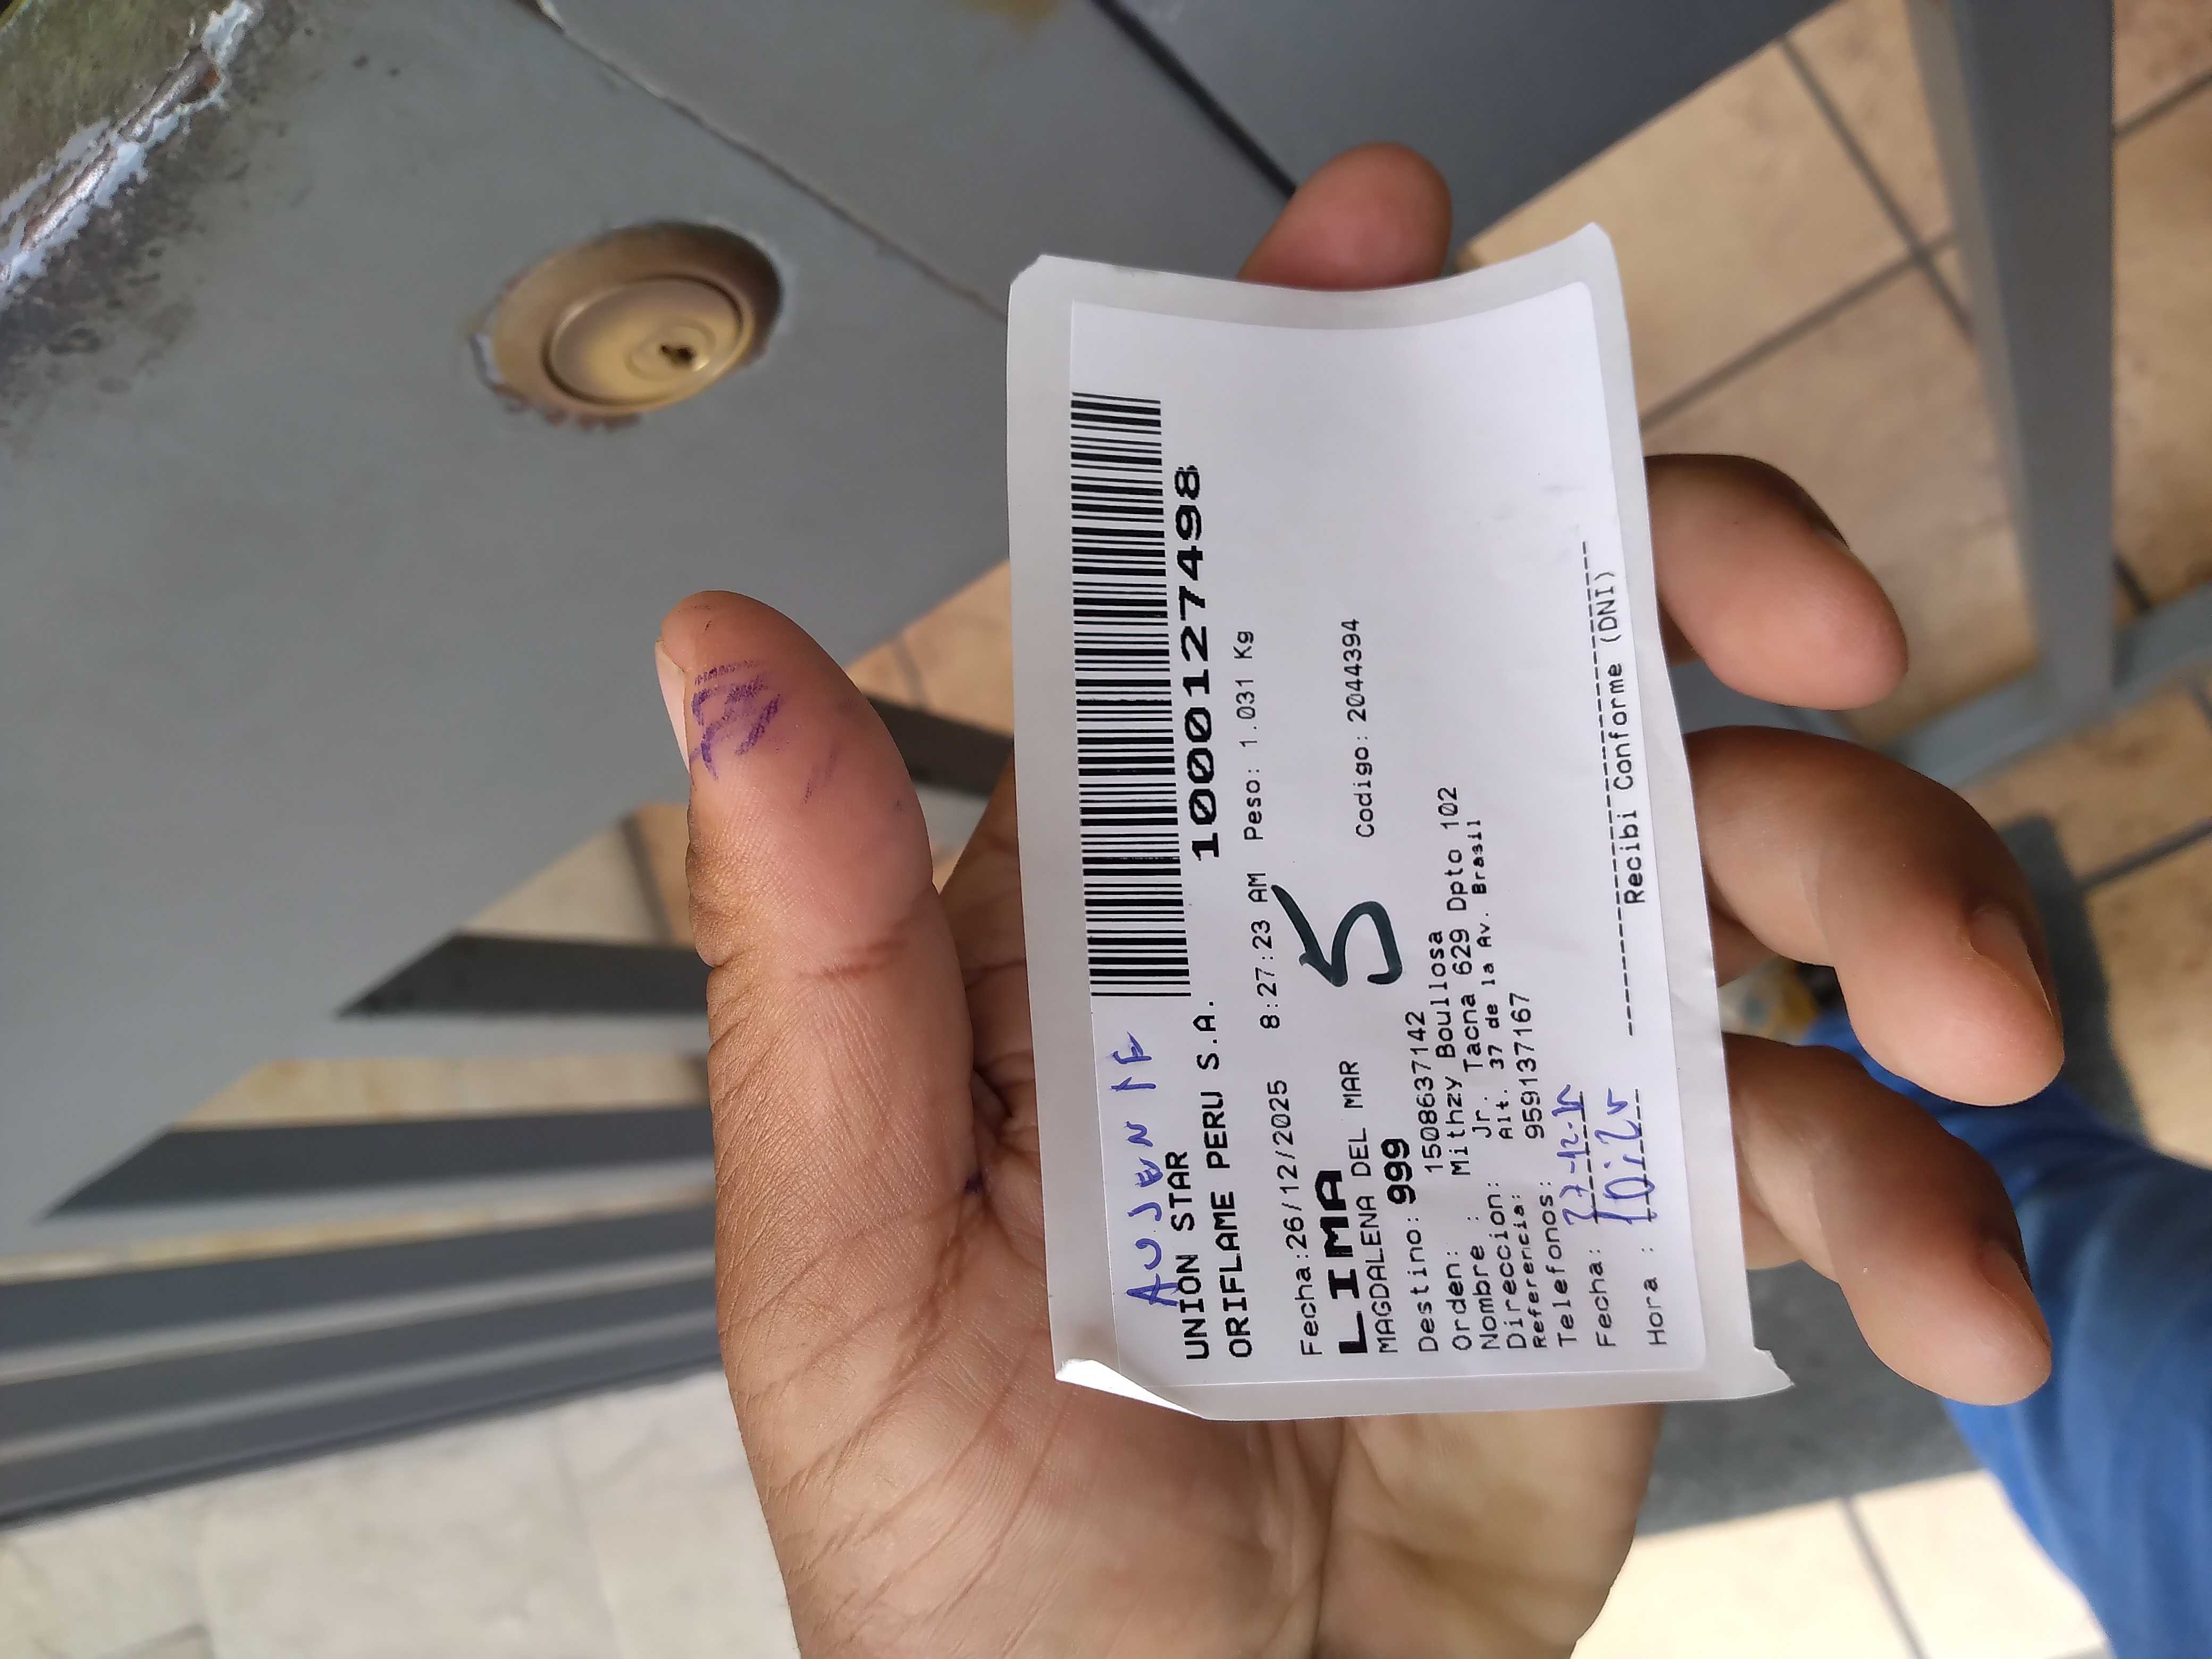 AUSENTE
UNION STAR
ORIFLAME PERU S.A. 1000127498
Fecha:26/12/2025 8:27:23 AM Peso: 1.031 Kg
LIMA 5
MAGDALENA DEL MAR Codigo: 2044394
Destino: 999
Orden: 1508637142
Nombre : Mithzy Boullosa
Direccion: Jr. Tacna 629 Dpto 102
Referencia: Alt. 37 de la Av. Brasil
Telefonos: 959137167
Fecha: 27-12-
Hora :
Recibi Conforme (DNI)